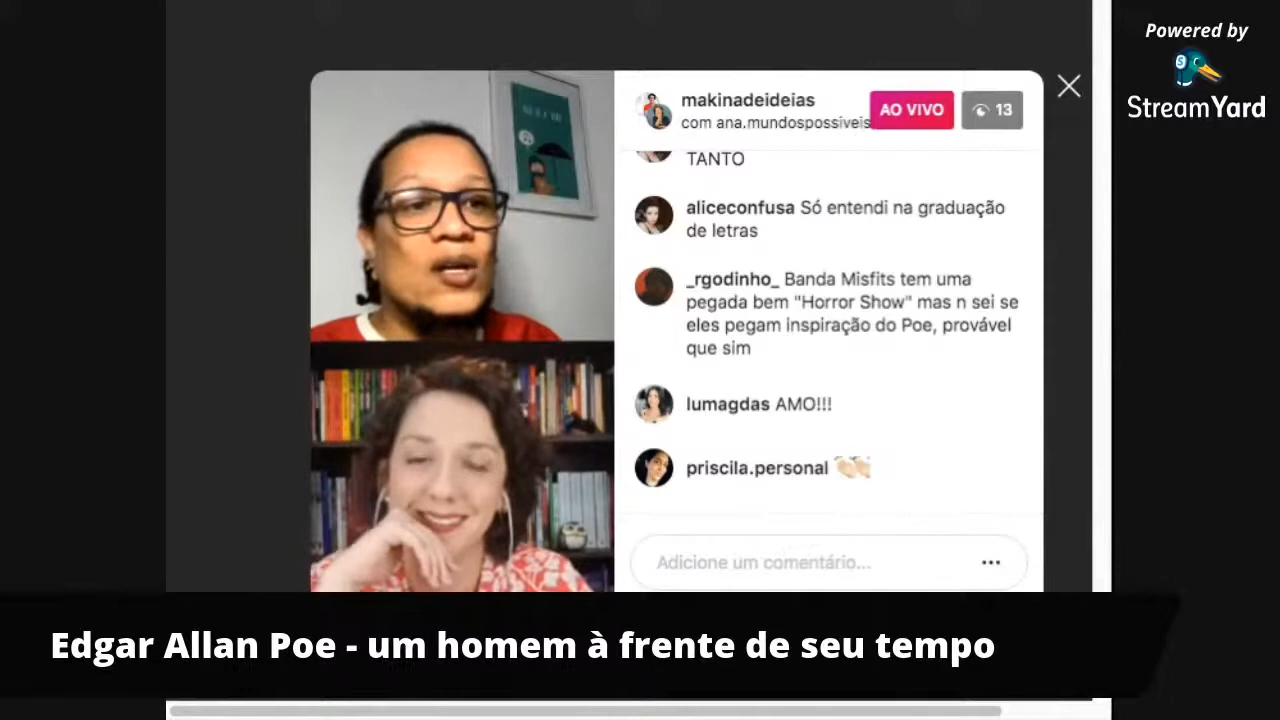 Powered by
StreamYard
makinadeideias
com ana.mundospossiveis
AO VIVO
13
TANTO
aliceconfusa Só entendi na graduação
de letras
_rgodinho_ Banda Misfits tem uma
pegada bem "Horror Show" mas n sei se
eles pegam inspiração do Poe, provável
que sim
lumagdas AMO!!!
priscila.personal 👏🏻👏🏻
Adicione um comentário...
Edgar Allan Poe - um homem à frente de seu tempo